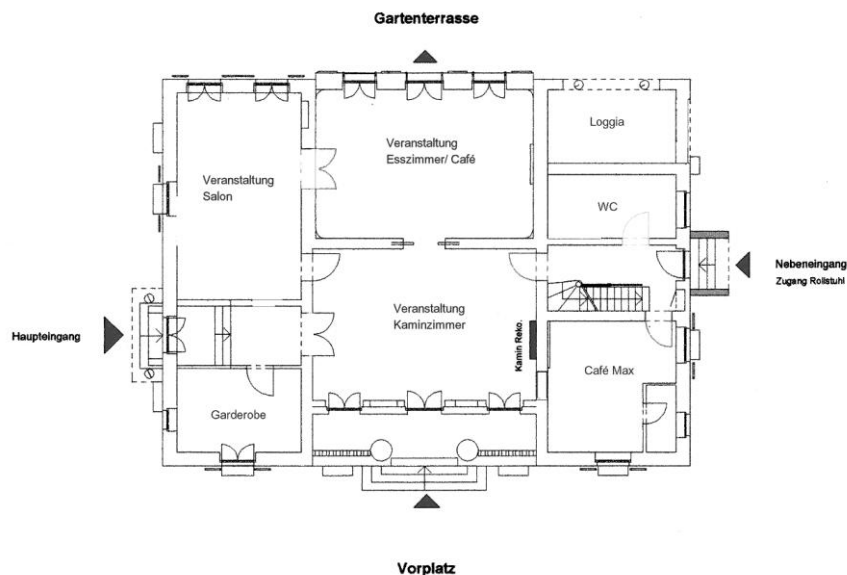 Gartenterrasse
Veranstaltung
Esszimmer/ Café
Loggia
Veranstaltung
Salon
WC
Nebeneingang
Zugang Rollstuhl
Veranstaltung
Kaminzimmer
Haupteingang
Kamin Reko.
Café Max
Garderobe
Vorplatz